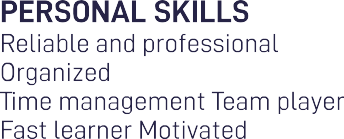 PERSONAL SKILLS
Reliable and professional
Organized
Time management Team player
Fast learner Motivated